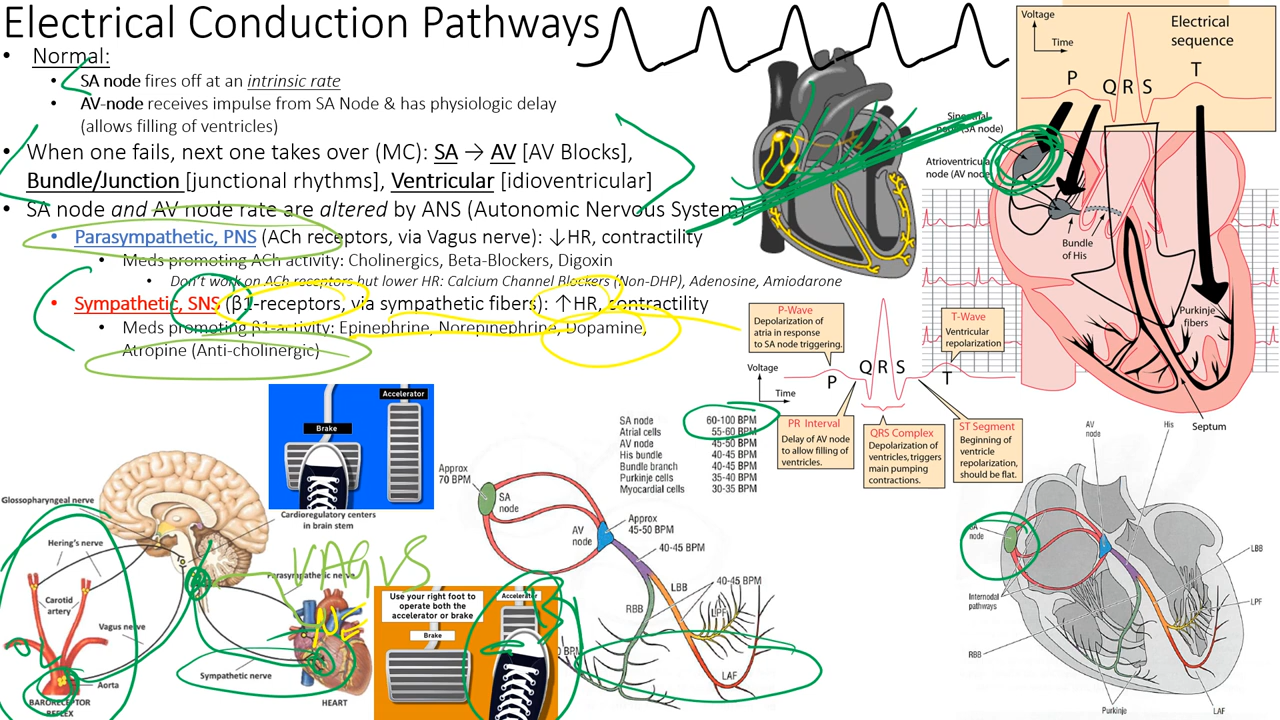 Electrical Conduction Pathways
• Normal:
• SA node fires off at an intrinsic rate
• AV-node receives impulse from SA Node & has physiologic delay
(allows filling of ventricles)
• When one fails, next one takes over (MC): SA → AV [AV Blocks],
Bundle/Junction [junctional rhythms], Ventricular [idioventricular]
• SA node and AV node rate are altered by ANS (Autonomic Nervous System):
• Parasympathetic, PNS (ACh receptors, via Vagus nerve): ↓HR, contractility
• Meds promoting ACh activity: Cholinergics, Beta-Blockers, Digoxin
• Don't work on ACh receptors but lower HR: Calcium Channel Blockers (Non-DHP), Adenosine, Amiodarone
• Sympathetic, SNS (β1-receptors, via sympathetic fibers): ↑HR, contractility
• Meds promoting β1-activity: Epinephrine, Norepinephrine, Dopamine,
Atropine (Anti-cholinergic)
Voltage
Time
Electrical
sequence
P
Q R S
T
Sinoatrial
node (SA node)
Atrioventricular
node (AV node
Bundle
of His
Purkinje
fibers
Septum
P-Wave
Depolarization of
atria in response
to SA node triggering.
T-Wave
Ventricular
repolarization
Voltage
Time
P
Q R S
T
PR Interval
Delay of AV node
to allow filling of
ventricles.
QRS Complex
Depolarization of
ventricles, triggers
main pumping
contractions.
ST Segment
Beginning of
ventricle
repolarization,
should be flat.
Brake
Accelerator
SA node 60-100 BPM
Atrial cells 55-60 BPM
AV node 45-50 BPM
His bundle 40-45 BPM
Bundle branch 40-45 BPM
Purkinje cells 35-40 BPM
Myocardial cells 30-35 BPM
Approx
70 BPM
SA
node
AV
node
Approx
45-50 BPM
40-45 BPM
LBB
40-45 BPM
RBB
LPF
LAF
Glossopharyngeal nerve
Hering's nerve
Carotid
artery
Vagus nerve
Aorta
BARORECEPTOR
REFLEX
Cardioregulatory centers
in brain stem
VAGUS
Parasympathetic nerve
Sympathetic nerve
HEART
Use your right foot to
operate both the
accelerator or brake
Brake
Accelerator
AV
node
His
SA
node
LBB
Internodal
pathways
LPF
RBB
Purkinje
LAF